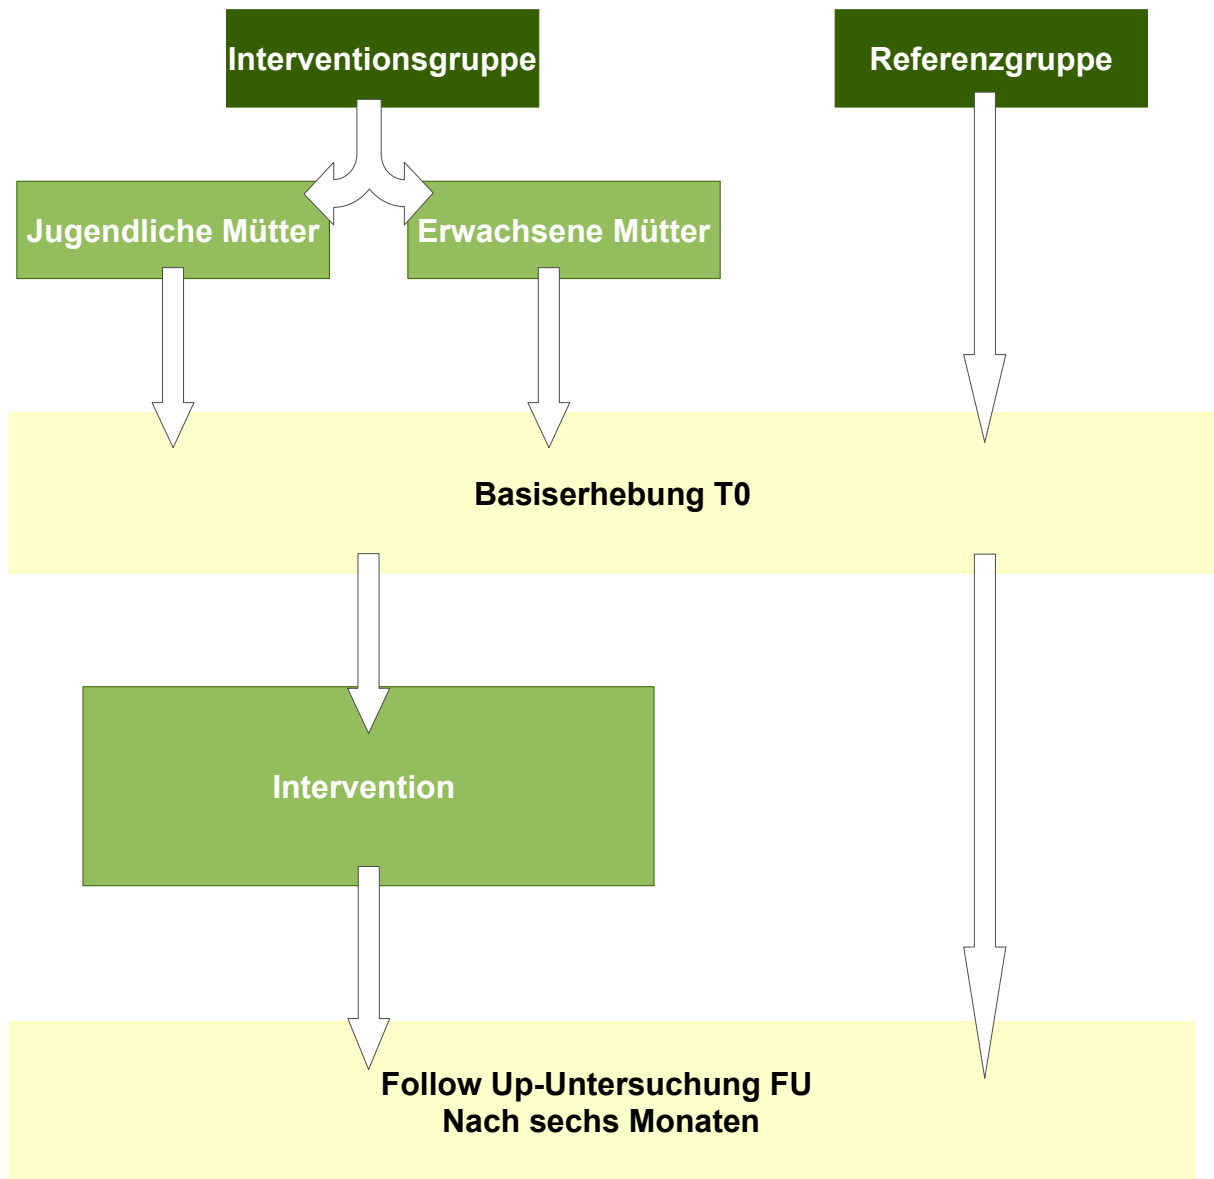 Interventionsgruppe
Referenzgruppe
Jugendliche Mütter
Erwachsene Mütter
Basiserhebung T0
Intervention
Follow Up-Untersuchung FU
Nach sechs Monaten